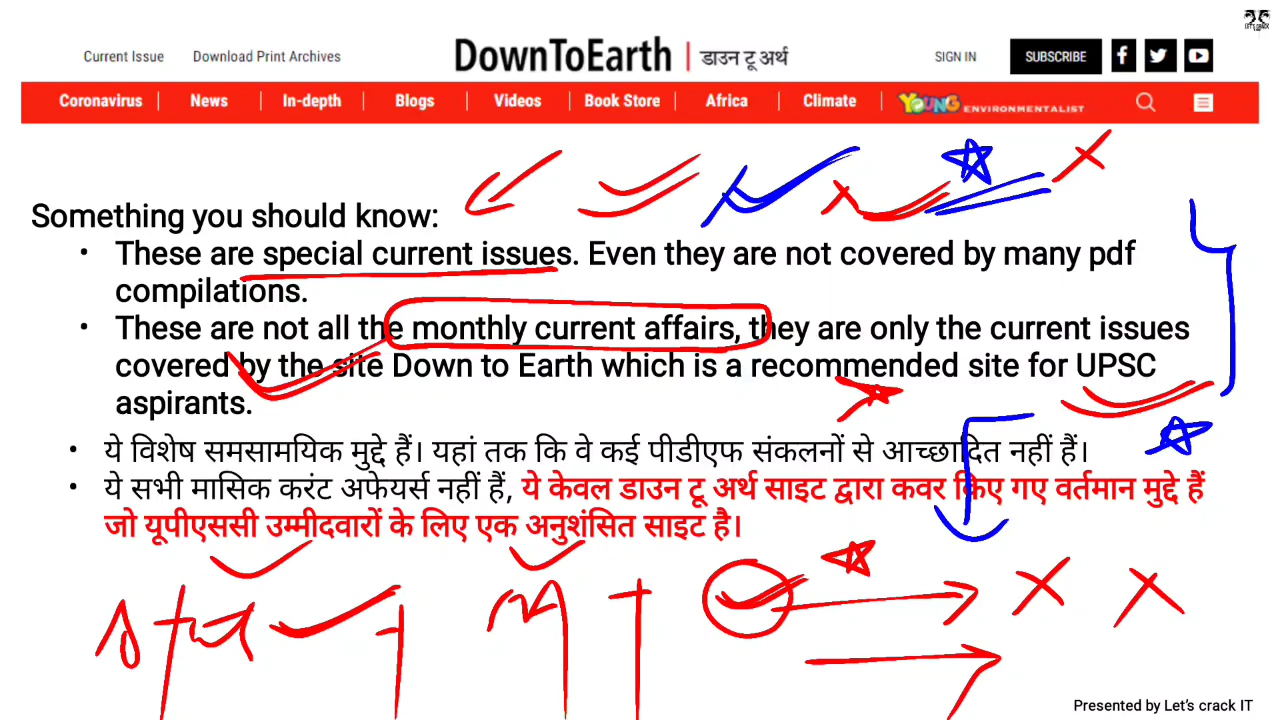 LET'S CRACK
Current Issue Download Print Archives DownToEarth | डाउन टू अर्थ SIGN IN SUBSCRIBE
Coronavirus | News | In-depth | Blogs | Videos | Book Store | Africa | Climate | YOUNG ENVIRONMENTALIST
Something you should know:
• These are special current issues. Even they are not covered by many pdf
compilations.
• These are not all the monthly current affairs, they are only the current issues
covered by the site Down to Earth which is a recommended site for UPSC
aspirants.
• ये विशेष समसामयिक मुद्दे हैं। यहां तक कि वे कई पीडीएफ संकलनों से आच्छादित नहीं हैं।
• ये सभी मासिक करंट अफेयर्स नहीं हैं, ये केवल डाउन टू अर्थ साइट द्वारा कवर किए गए वर्तमान मुद्दे हैं
जो यूपीएससी उम्मीदवारों के लिए एक अनुशंसित साइट है।
Presented by Let's crack IT